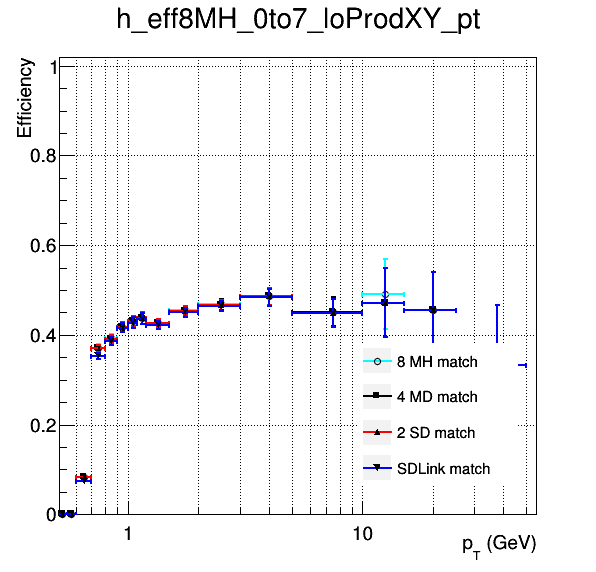 h_eff8MH_0to7_loProdXY_pt
Efficiency
1
0.8
0.6
0.4
0.2
0
8 MH match
4 MD match
2 SD match
SDLink match
1
10
p_T (GeV)